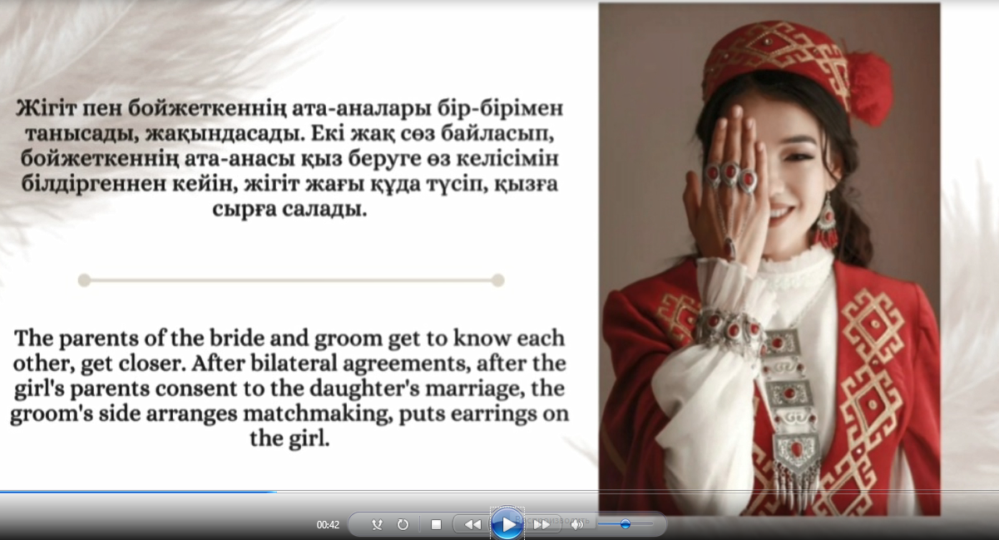 Жігіт пен бойжеткеннің ата-аналары бір-бірімен
танысады, жақындасады. Екі жақ сөз байласып,
бойжеткеннің ата-анасы қыз беруге өз келісімін
білдіргеннен кейін, жігіт жағы құда түсіп, қызға
сырға салады.
The parents of the bride and groom get to know each
other, get closer. After bilateral agreements, after the
girl's parents consent to the daughter's marriage, the
groom's side arranges matchmaking, puts earrings on
the girl.
00:42